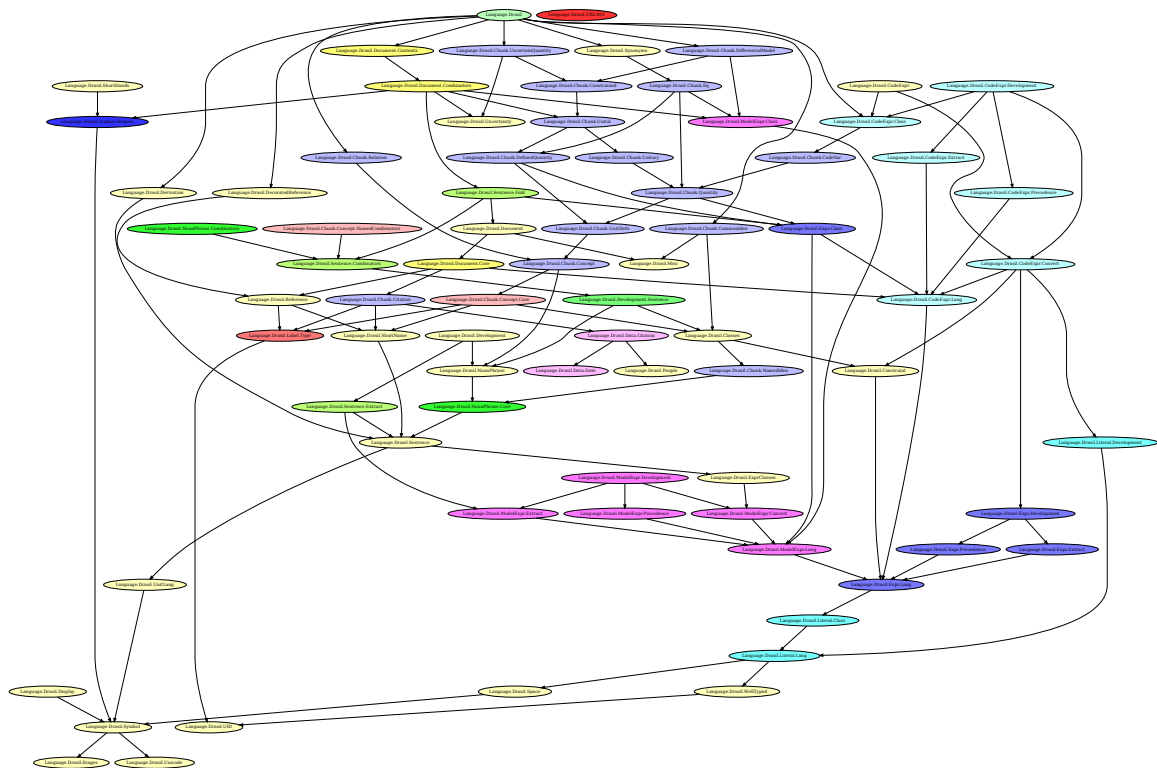 Language.Drasil
Language.Drasil.URI.AST
Language.Drasil.Document.Contents
Language.Drasil.Chunk.UncertainQuantity
Language.Drasil.Synonyms
Language.Drasil.Chunk.DifferentialModel
Language.Drasil.ShortHands
Language.Drasil.Document.Combinators
Language.Drasil.Chunk.Constrained
Language.Drasil.Chunk.Eq
Language.Drasil.CodeExpr
Language.Drasil.CodeExpr.Development
Language.Drasil.Symbol.Helpers
Language.Drasil.Uncertainty
Language.Drasil.Chunk.Unital
Language.Drasil.ModelExpr.Class
Language.Drasil.CodeExpr.Class
Language.Drasil.Chunk.Relation
Language.Drasil.Chunk.DefinedQuantity
Language.Drasil.Chunk.Unitary
Language.Drasil.Chunk.CodeVar
Language.Drasil.CodeExpr.Extract
Language.Drasil.Derivation
Language.Drasil.DecoratedReference
Language.Drasil.Sentence.Fold
Language.Drasil.Chunk.Quantity
Language.Drasil.CodeExpr.Precedence
Language.Drasil.NounPhrase.Combinators
Language.Drasil.Chunk.Concept.NamedCombinators
Language.Drasil.Document
Language.Drasil.Chunk.UnitDefn
Language.Drasil.Chunk.CommonIdea
Language.Drasil.Expr.Class
Language.Drasil.Sentence.Combinators
Language.Drasil.Document.Core
Language.Drasil.Chunk.Concept
Language.Drasil.Misc
Language.Drasil.CodeExpr.Convert
Language.Drasil.Reference
Language.Drasil.Chunk.Citation
Language.Drasil.Chunk.Concept.Core
Language.Drasil.Development.Sentence
Language.Drasil.CodeExpr.Lang
Language.Drasil.Label.Type
Language.Drasil.ShortName
Language.Drasil.Development
Language.Drasil.Data.Citation
Language.Drasil.Classes
Language.Drasil.NounPhrase
Language.Drasil.Data.Date
Language.Drasil.People
Language.Drasil.Chunk.NamedIdea
Language.Drasil.Constraint
Language.Drasil.Sentence.Extract
Language.Drasil.NounPhrase.Core
Language.Drasil.Sentence
Language.Drasil.Literal.Development
Language.Drasil.ModelExpr.Development
Language.Drasil.ExprClasses
Language.Drasil.ModelExpr.Extract
Language.Drasil.ModelExpr.Precedence
Language.Drasil.ModelExpr.Convert
Language.Drasil.Expr.Development
Language.Drasil.ModelExpr.Lang
Language.Drasil.Expr.Precedence
Language.Drasil.Expr.Extract
Language.Drasil.UnitLang
Language.Drasil.Expr.Lang
Language.Drasil.Literal.Class
Language.Drasil.Literal.Lang
Language.Drasil.Display
Language.Drasil.Space
Language.Drasil.WellTyped
Language.Drasil.Symbol
Language.Drasil.UID
Language.Drasil.Stages
Language.Drasil.Unicode